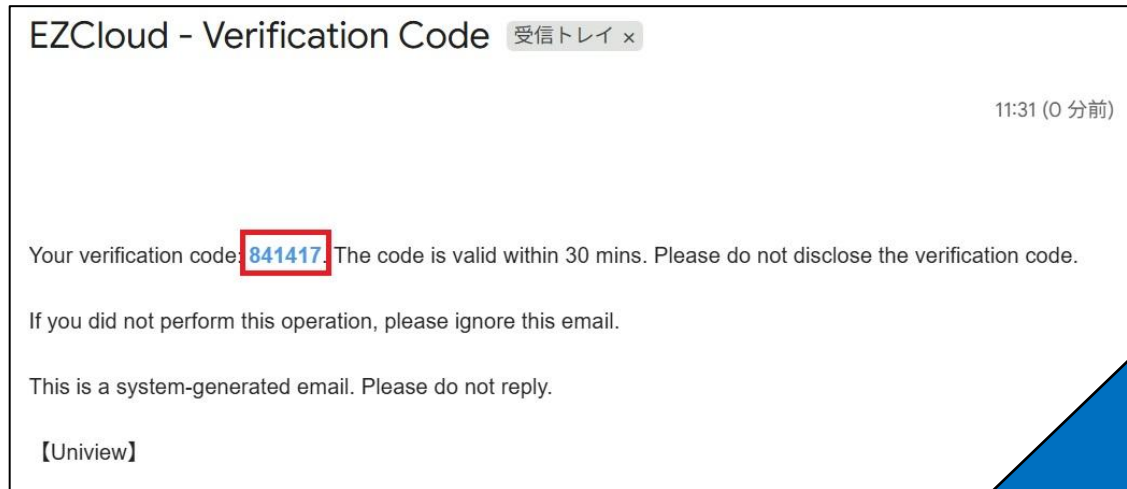 EZCloud - Verification Code 受信トレイ ×
11:31 (0 分前)
Your verification code: 841417. The code is valid within 30 mins. Please do not disclose the verification code.
If you did not perform this operation, please ignore this email.
This is a system-generated email. Please do not reply.
【Uniview】